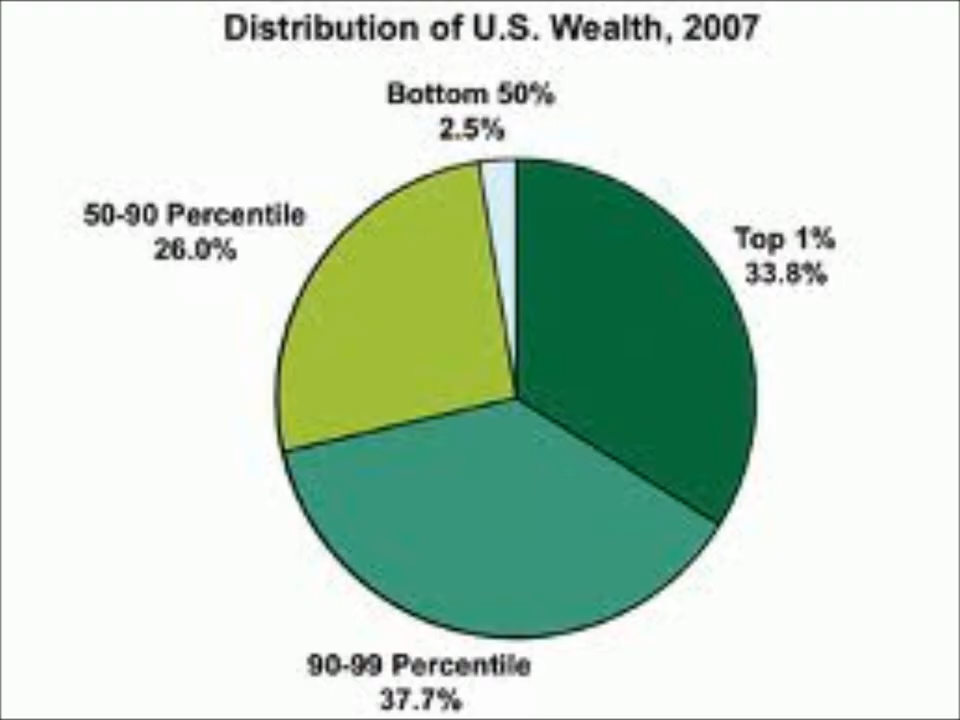 Distribution of U.S. Wealth, 2007
Bottom 50%
2.5%
50-90 Percentile
26.0%
Top 1%
33.8%
90-99 Percentile
37.7%